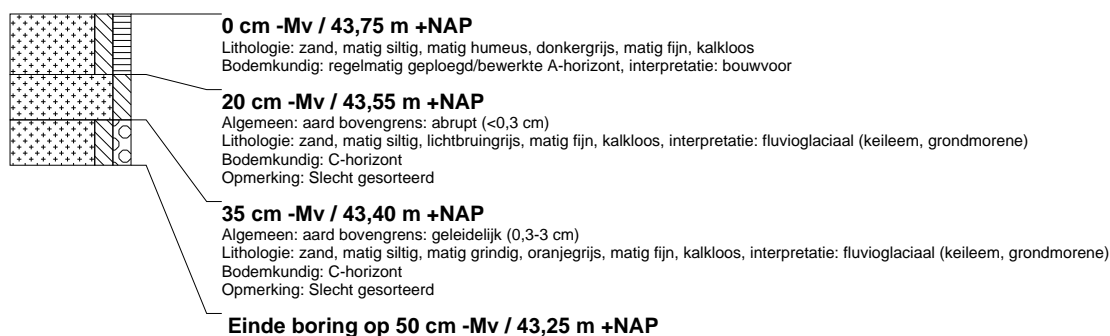 0 cm -Mv / 43,75 m +NAP
Lithologie: zand, matig siltig, matig humeus, donkergrijs, matig fijn, kalkloos
Bodemkundig: regelmatig geploegd/bewerkte A-horizont, interpretatie: bouwvoor
20 cm -Mv / 43,55 m +NAP
Algemeen: aard bovengrens: abrupt (<0,3 cm)
Lithologie: zand, matig siltig, lichtbruingrijs, matig fijn, kalkloos, interpretatie: fluvioglaciaal (keileem, grondmorene)
Bodemkundig: C-horizont
Opmerking: Slecht gesorteerd
35 cm -Mv / 43,40 m +NAP
Algemeen: aard bovengrens: geleidelijk (0,3-3 cm)
Lithologie: zand, matig siltig, matig grindig, oranjegrijs, matig fijn, kalkloos, interpretatie: fluvioglaciaal (keileem, grondmorene)
Bodemkundig: C-horizont
Opmerking: Slecht gesorteerd
Einde boring op 50 cm -Mv / 43,25 m +NAP